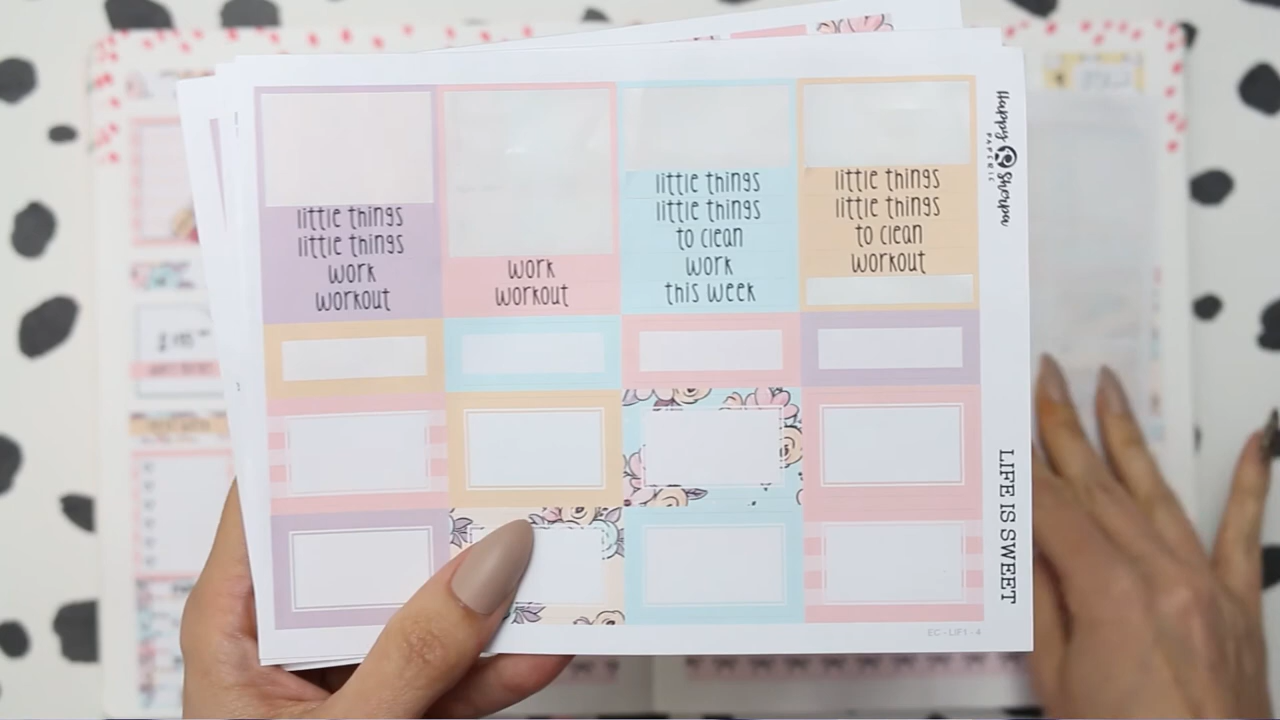 little things
little things
work
workout
work
workout
little things
little things
to clean
work
this week
little things
little things
to clean
workout
Happy Sherpa
PAPERIE
LIFE IS SWEET
EC - LIF1 - 4